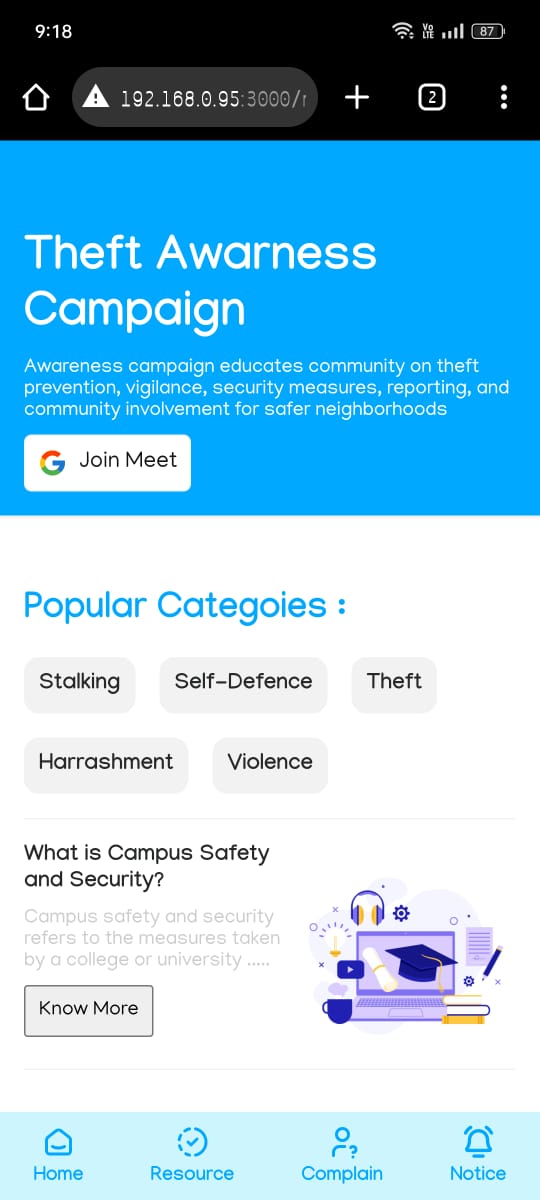 9:18
Vo LTE 87
192.168.0.95:3000/
2
Theft Awarness
Campaign
Awareness campaign educates community on theft
prevention, vigilance, security measures, reporting, and
community involvement for safer neighborhoods
Join Meet
Popular Categoies :
Stalking Self-Defence Theft
Harrashment Violence
What is Campus Safety
and Security?
Campus safety and security
refers to the measures taken
by a college or university .....
Know More
Home Resource Complain Notice